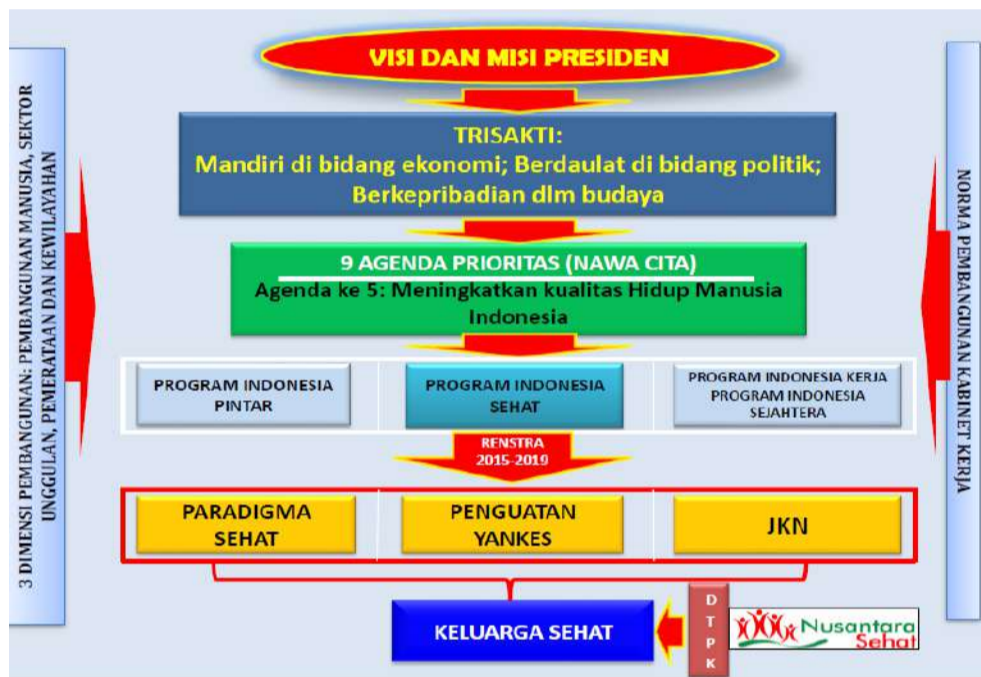 VISI DAN MISI PRESIDEN
TRISAKTI:
Mandiri di bidang ekonomi; Berdaulat di bidang politik;
Berkepribadian dlm budaya
9 AGENDA PRIORITAS (NAWA CITA)
Agenda ke 5: Meningkatkan kualitas Hidup Manusia
Indonesia
PROGRAM INDONESIA
PINTAR
PROGRAM INDONESIA
SEHAT
PROGRAM INDONESIA KERJA
PROGRAM INDONESIA
SEJAHTERA
RENSTRA
2015-2019
PARADIGMA
SEHAT
PENGUATAN
YANKES
JKN
KELUARGA SEHAT
D
T
P
K
Nusantara
Sehat
3 DIMENSI PEMBANGUNAN: PEMBANGUNAN MANUSIA, SEKTOR
UNGGULAN, PEMERATAAN DAN KEWILAYAHAN
NORMA PEMBANGUNAN KABINET KERJA